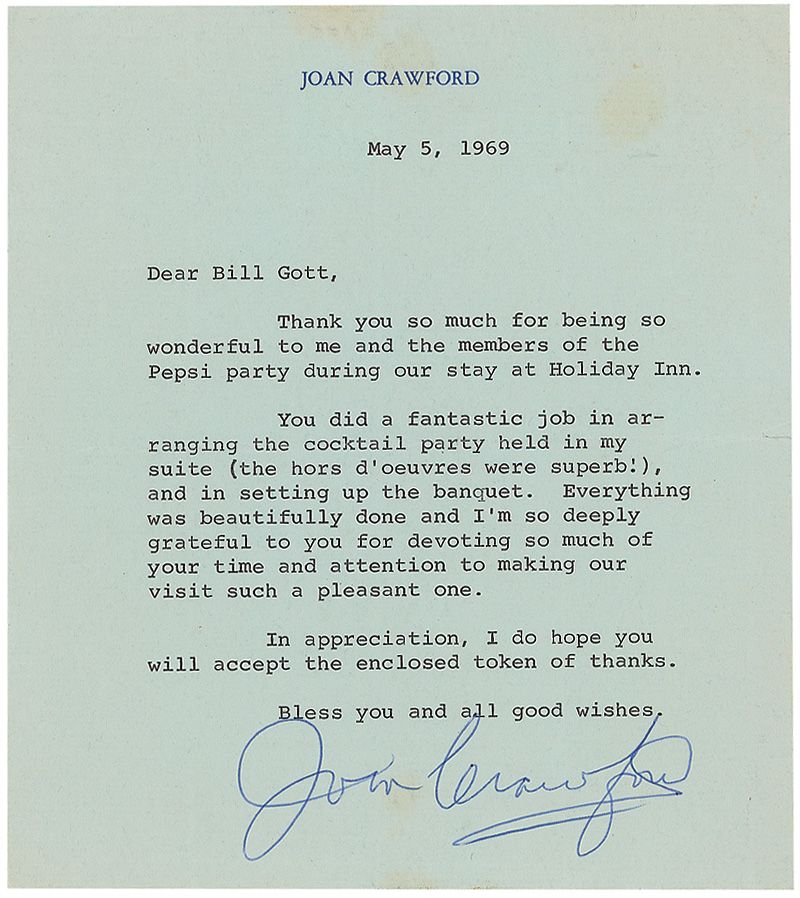 JOAN CRAWFORD
May 5, 1969
Dear Bill Gott,
Thank you so much for being so
wonderful to me and the members of the
Pepsi party during our stay at Holiday Inn.
You did a fantastic job in ar-
ranging the cocktail party held in my
suite (the hors d'oeuvres were superb!),
and in setting up the banquet.  Everything
was beautifully done and I'm so deeply
grateful to you for devoting so much of
your time and attention to making our
visit such a pleasant one.
In appreciation, I do hope you
will accept the enclosed token of thanks.
Bless you and all good wishes.
Joan Crawford